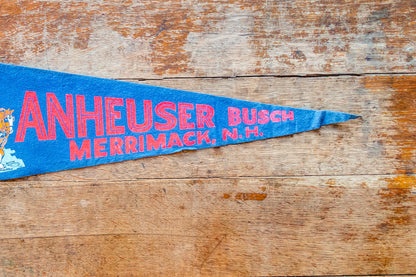 ANHEUSER BUSCH
MERRIMACK, N.H.